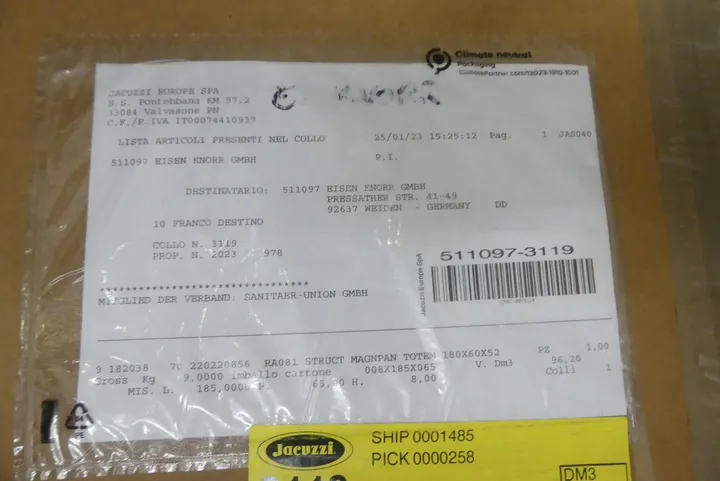 Climate neutral
Packaging
ClimatePartner.com/12023-1910-1001
JACUZZI EUROPE SPA
S.S. Pontebbana KM 97,2
33084 Valvasone PN
C.F./P.IVA IT00074410937
LISTA ARTICOLI PRESENTI NEL COLLO 25/01/23 15:25:12 Pag. 1 JAS040
511097 EISEN KNORR GMBH P.I.
DESTINATARIO: 511097 EISEN KNORR GMBH
PRESSATHER STR. 41-49
92637 WEIDEN - GERMANY DD
10 FRANCO DESTINO
COLLO N. 3119
PROP. N. 2023 978
511097-3119
Jacuzzi Europe SpA
********************************
MITGLIED DER VERBAND: SANITAER-UNION GMBH
9 182038 70 220220856 RA081 STRUCT MAGNPAN TOTEM 180X60X52 PZ 1,00
Gross Kg 9,0000 imballo cartone 008X185X065 V. Dm3 96,20
MIS. L. 185,0000 P. 65,00 H. 8,00 Colli 1
Jacuzzi
SHIP 0001485
PICK 0000258
DM3